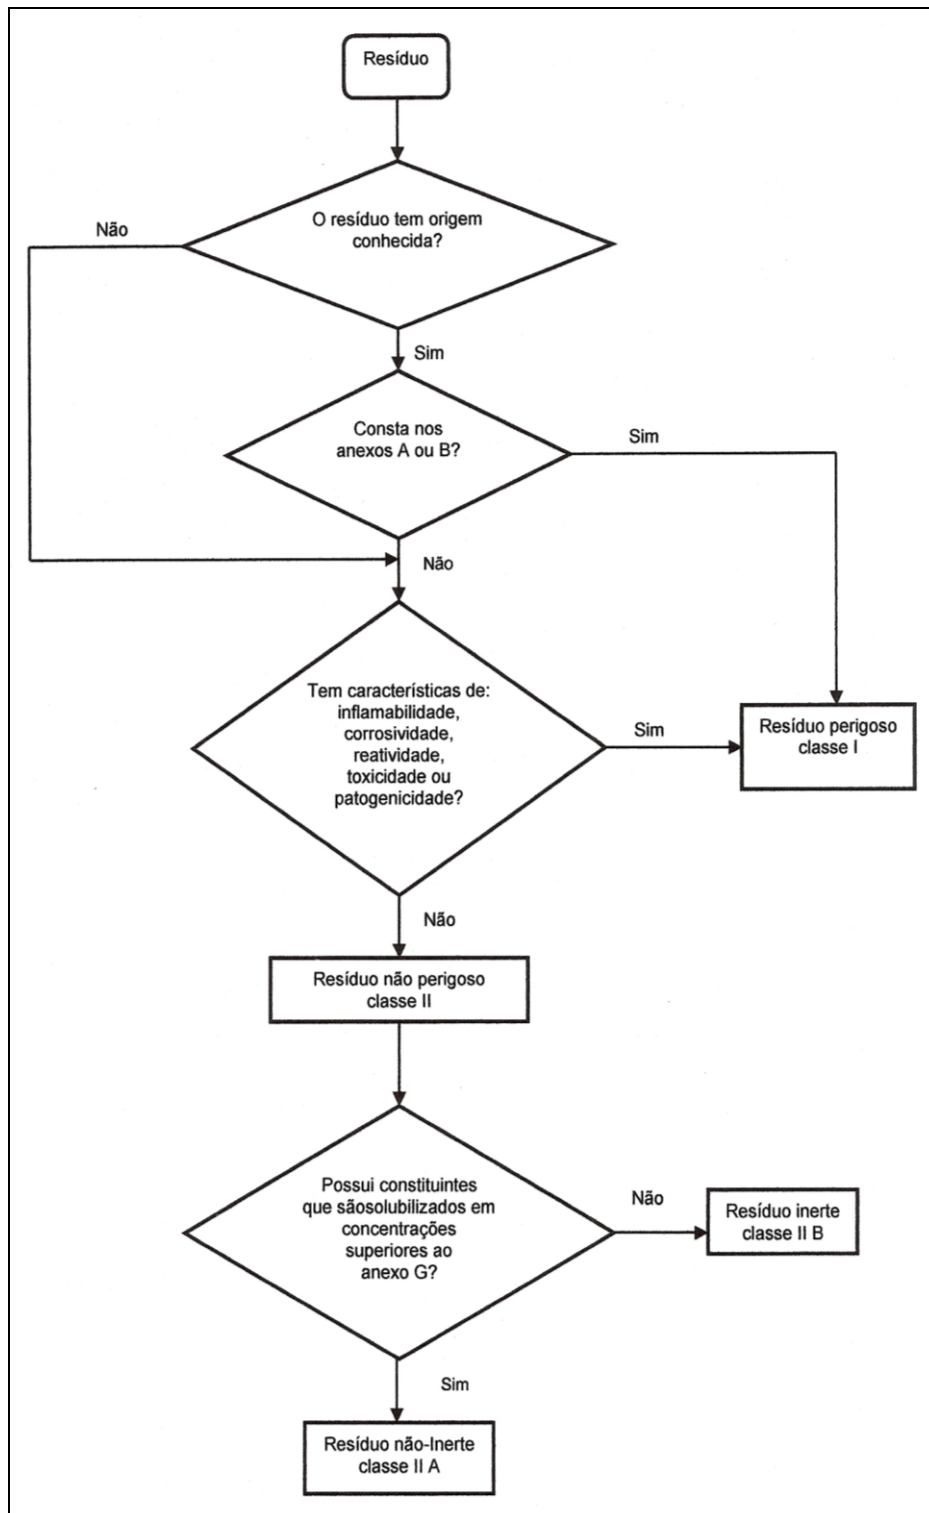 Resíduo
O resíduo tem origem
conhecida?
Não
Sim
Consta nos
anexos A ou B?
Sim
Não
Tem características de:
inflamabilidade,
corrosividade,
reatividade,
toxicidade ou
patogenicidade?
Sim
Resíduo perigoso
classe I
Não
Resíduo não perigoso
classe II
Possui constituintes
que sãosolubilizados em
concentrações
superiores ao
anexo G?
Não
Resíduo inerte
classe II B
Sim
Resíduo não-Inerte
classe II A